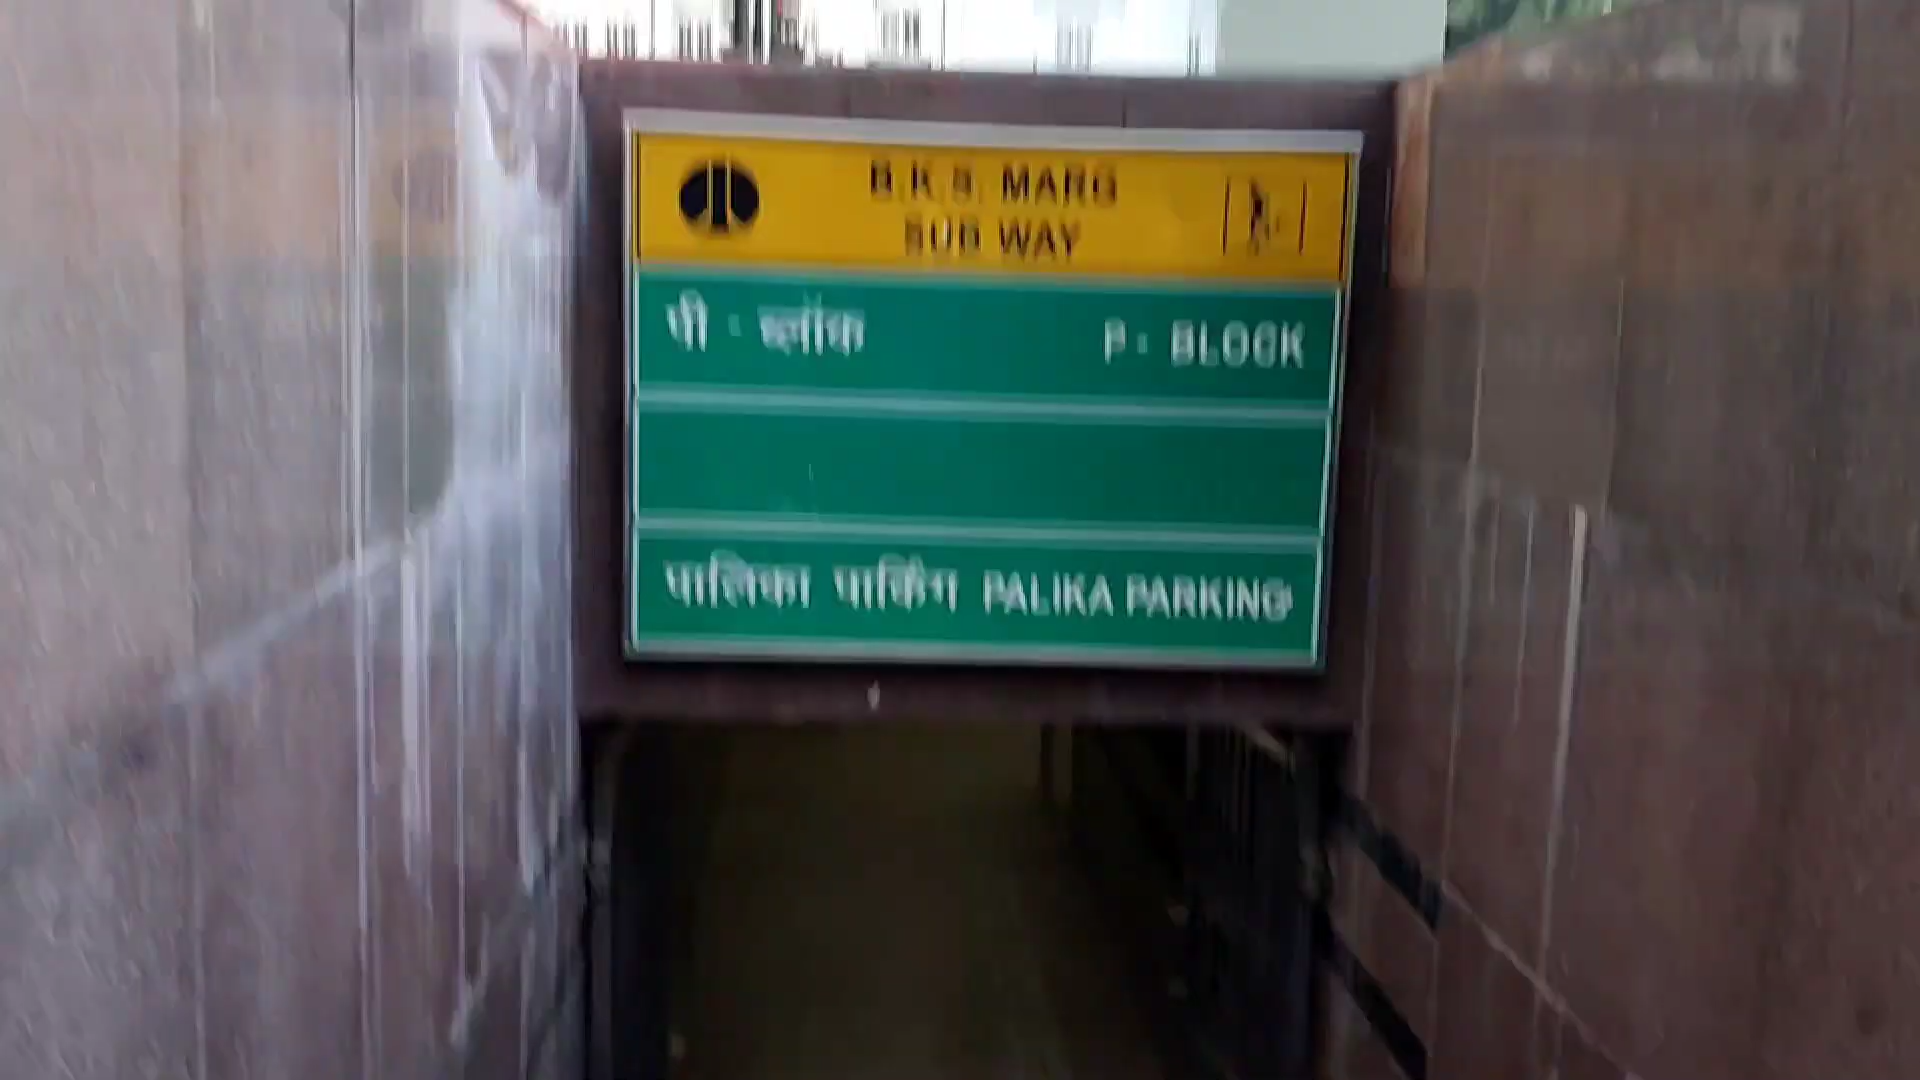 B.K.S. MARG
SUB WAY
पी - ब्लॉक P - BLOCK
पालिका पार्किंग PALIKA PARKING